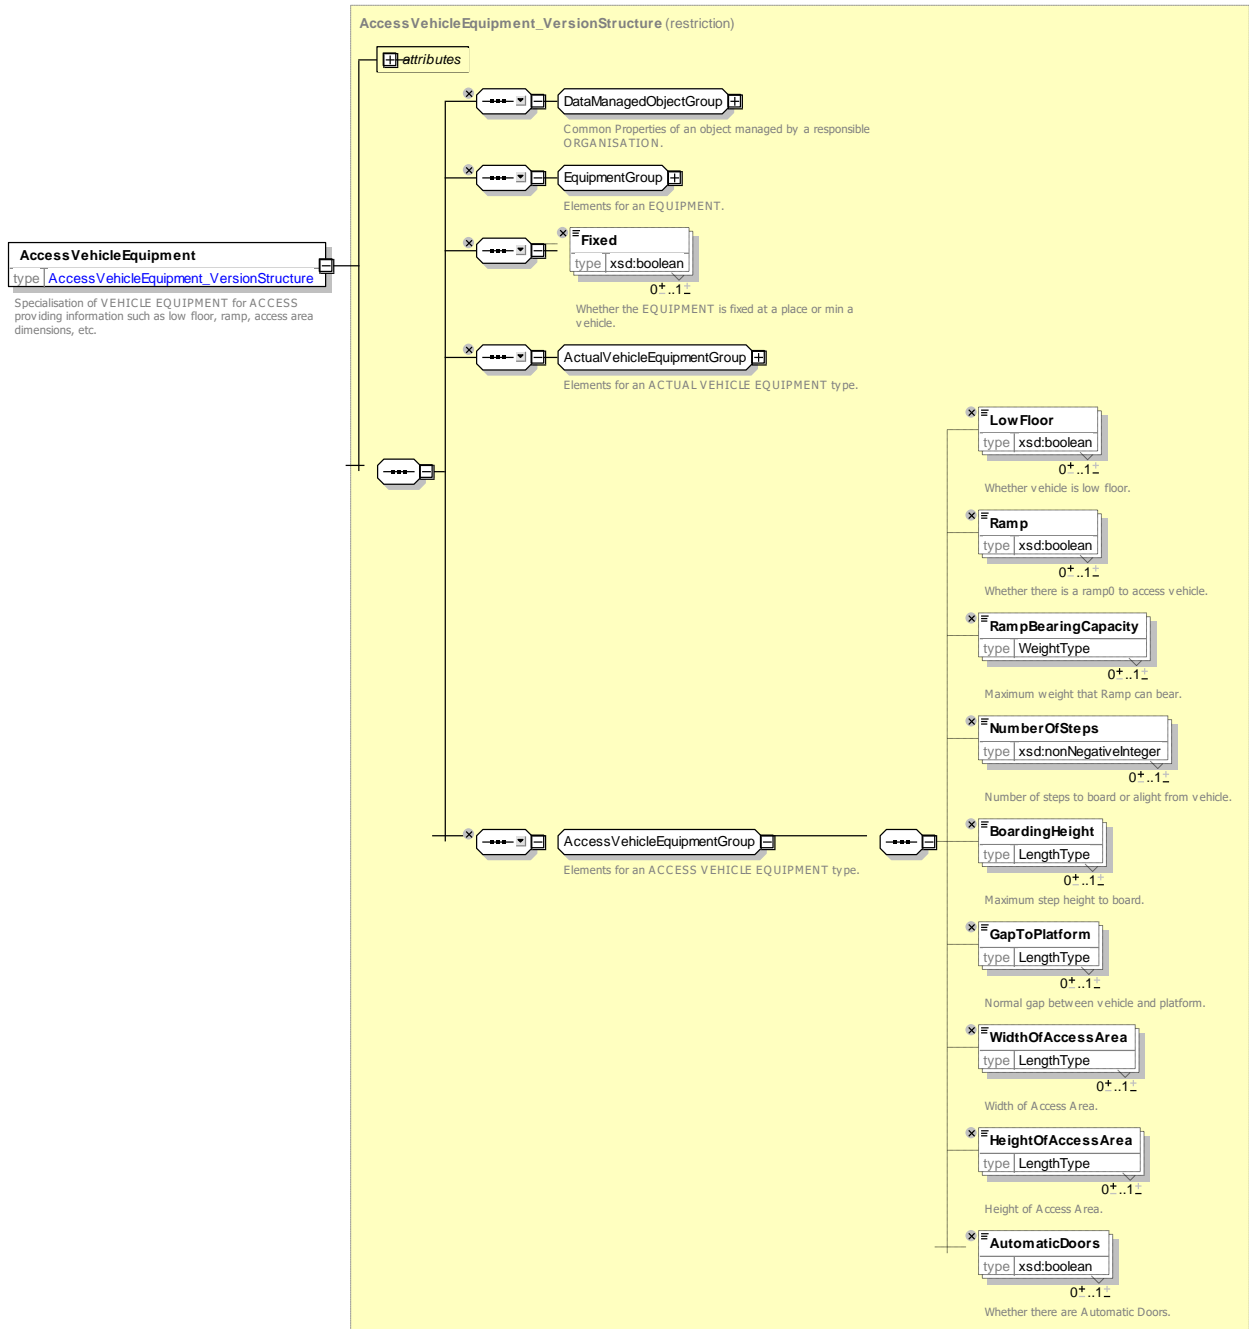 AccessVehicleEquipment_VersionStructure (restriction)
attributes
DataManagedObjectGroup
Common Properties of an object managed by a responsible
ORGANISATION.
EquipmentGroup
Elements for an EQUIPMENT.
Fixed
type xsd:boolean
0..1
Whether the EQUIPMENT is fixed at a place or min a
vehicle.
AccessVehicleEquipment
type AccessVehicleEquipment_VersionStructure
Specialisation of VEHICLE EQUIPMENT for ACCESS
providing information such as low floor, ramp, access area
dimensions, etc.
ActualVehicleEquipmentGroup
Elements for an ACTUAL VEHICLE EQUIPMENT type.
LowFloor
type xsd:boolean
0..1
Whether vehicle is low floor.
Ramp
type xsd:boolean
0..1
Whether there is a ramp0 to access vehicle.
RampBearingCapacity
type WeightType
0..1
Maximum weight that Ramp can bear.
NumberOfSteps
type xsd:nonNegativeInteger
0..1
Number of steps to board or alight from vehicle.
AccessVehicleEquipmentGroup
Elements for an ACCESS VEHICLE EQUIPMENT type.
BoardingHeight
type LengthType
0..1
Maximum step height to board.
GapToPlatform
type LengthType
0..1
Normal gap between vehicle and platform.
WidthOfAccessArea
type LengthType
0..1
Width of Access Area.
HeightOfAccessArea
type LengthType
0..1
Height of Access Area.
AutomaticDoors
type xsd:boolean
0..1
Whether there are Automatic Doors.